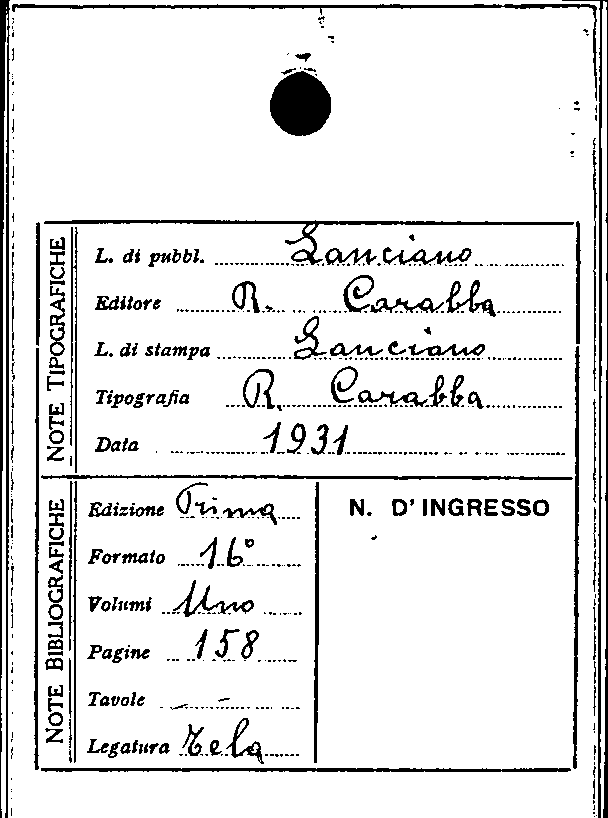 NOTE TIPOGRAFICHE
L. di pubbl. Lanciano
Editore R. Carabba
L. di stampa Lanciano
Tipografia R. Carabba
Data 1931
NOTE BIBLIOGRAFICHE
Edizione Prima
Formato 16°
Volumi Uno
Pagine 158
Tavole -
Legatura Tela
N. D'INGRESSO